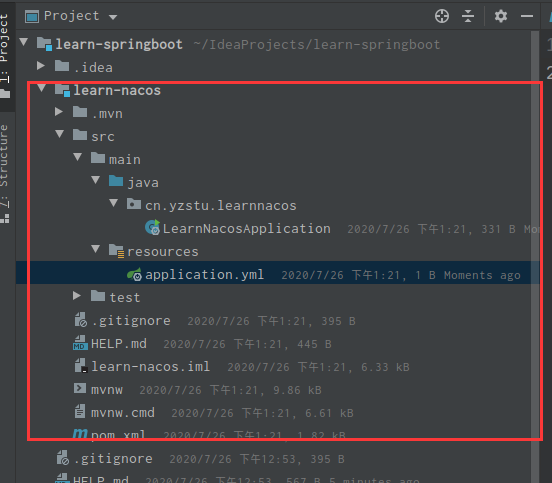 Project
1: Project
7: Structure
learn-springboot ~/IdeaProjects/learn-springboot
.idea
learn-nacos
.mvn
src
main
java
cn.yzstu.learnnacos
LearnNacosApplication 2020/7/26 下午1:21, 331 B Mom
resources
application.yml 2020/7/26 下午1:21, 1 B Moments ago
test
.gitignore 2020/7/26 下午1:21, 395 B
HELP.md 2020/7/26 下午1:21, 445 B
learn-nacos.iml 2020/7/26 下午1:21, 6.33 kB
mvnw 2020/7/26 下午1:21, 9.86 kB
mvnw.cmd 2020/7/26 下午1:21, 6.61 kB
pom.xml 2020/7/26 下午1:21, 1.82 kB
.gitignore 2020/7/26 下午12:53, 395 B
HELP.md 2020/7/26 下午12:53, 567 B 5 minutes ago